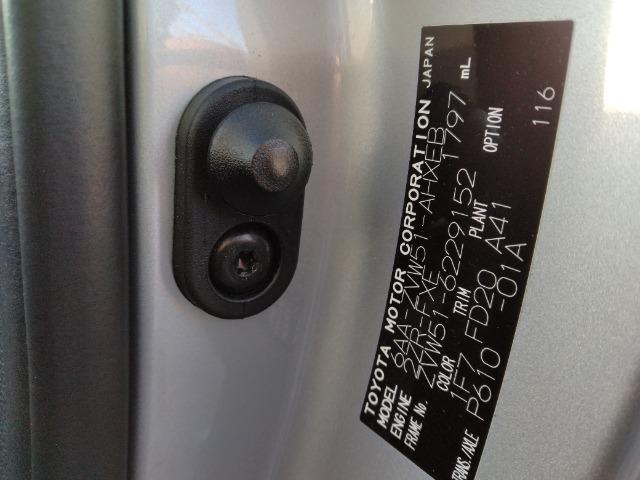 TOYOTA MOTOR CORPORATION JAPAN
MODEL 6AA-ZVW51-AHXEB
ENGINE 2ZR-FXE 1797 mL
FRAME No. ZVW51-6229152
COLOR TRIM PLANT OPTION
1F7 FD20 A41
TRANS./AXLE P610 -01A
116